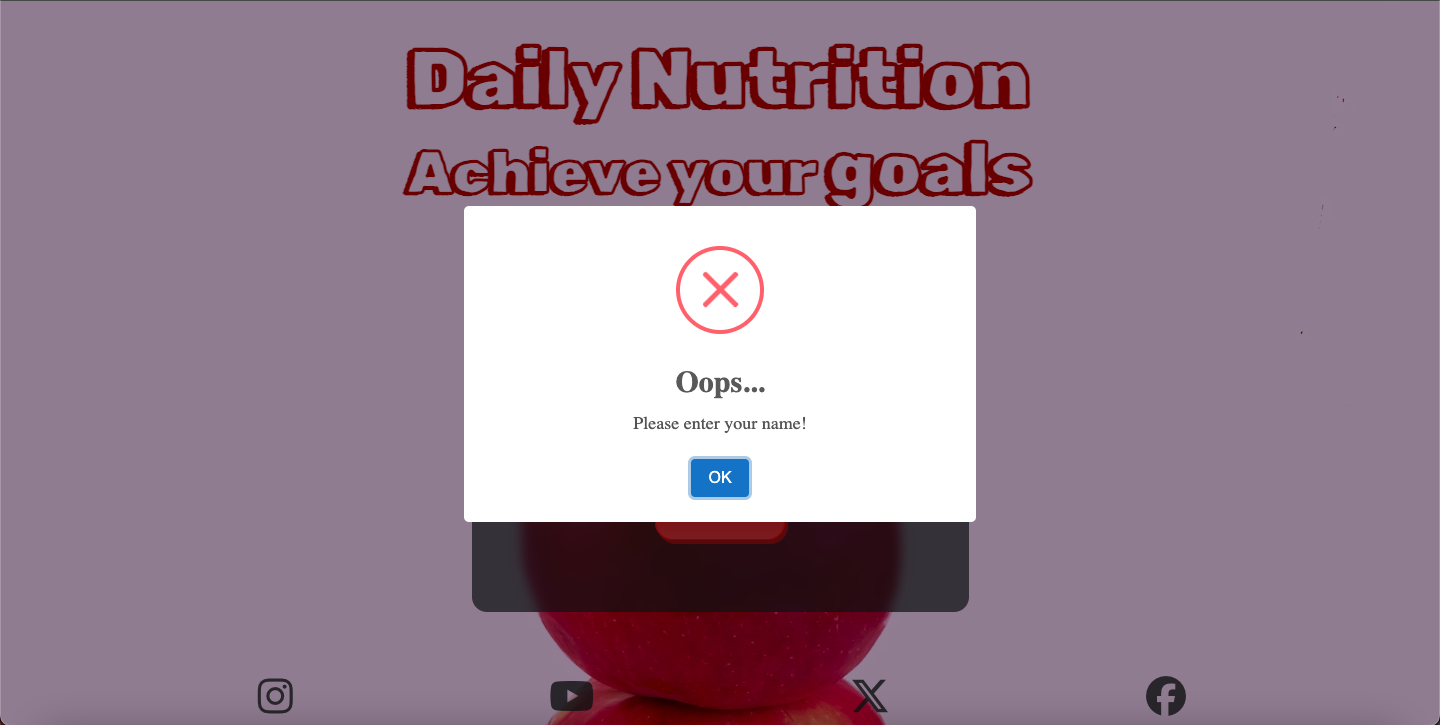 Daily Nutrition
Achieve your goals
Oops...
Please enter your name!
OK